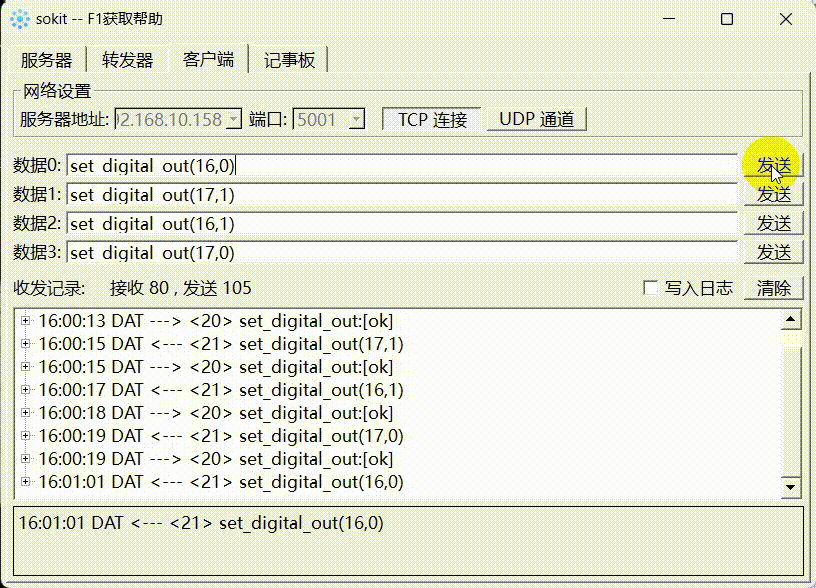 sokit -- F1获取帮助
服务器 转发器 客户端 记事板
网络设置
服务器地址: 02.168.10.158 端口: 5001 TCP 连接 UDP 通道
数据0: set digital out(16,0) 发送
数据1: set digital out(17,1) 发送
数据2: set digital out(16,1) 发送
数据3: set digital out(17,0) 发送
收发记录: 接收 80 , 发送 105 写入日志 清除
16:00:13 DAT ---> <20> set_digital_out:[ok]
16:00:15 DAT <--- <21> set_digital_out(17,1)
16:00:15 DAT ---> <20> set_digital_out:[ok]
16:00:17 DAT <--- <21> set_digital_out(16,1)
16:00:18 DAT ---> <20> set_digital_out:[ok]
16:00:19 DAT <--- <21> set_digital_out(17,0)
16:00:19 DAT ---> <20> set_digital_out:[ok]
16:01:01 DAT <--- <21> set_digital_out(16,0)
16:01:01 DAT <--- <21> set_digital_out(16,0)